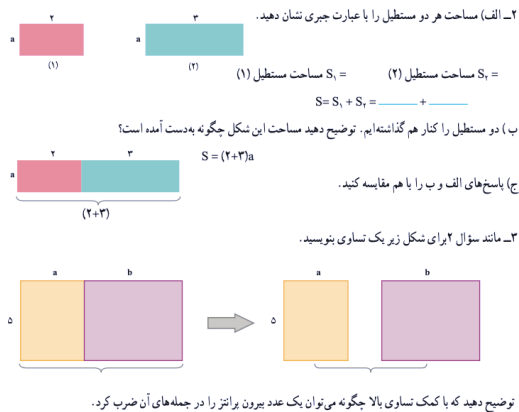 ۲ــ الف) مساحت هر دو مستطیل را با عبارت جبری نشان دهید.
۲
۳
a
a
(۱)
(۲)
S₁ = مساحت مستطیل (۱)
S₂ = مساحت مستطیل (۲)
S= S₁ + S₂ = ______ + ______
ب) دو مستطیل را کنار هم گذاشته‌ایم. توضیح دهید مساحت این شکل چگونه به‌دست آمده است؟
۲
۳
S = (۲+۳)a
a
(۲+۳)
ج) پاسخ‌های الف و ب را با هم مقایسه کنید.
۳ــ مانند سؤال ۲ برای شکل زیر یک تساوی بنویسید.
a
b
a
b
۵
۵
توضیح دهید که با کمک تساوی بالا چگونه می‌توان یک عدد بیرون پرانتز را در جمله‌های آن ضرب کرد.